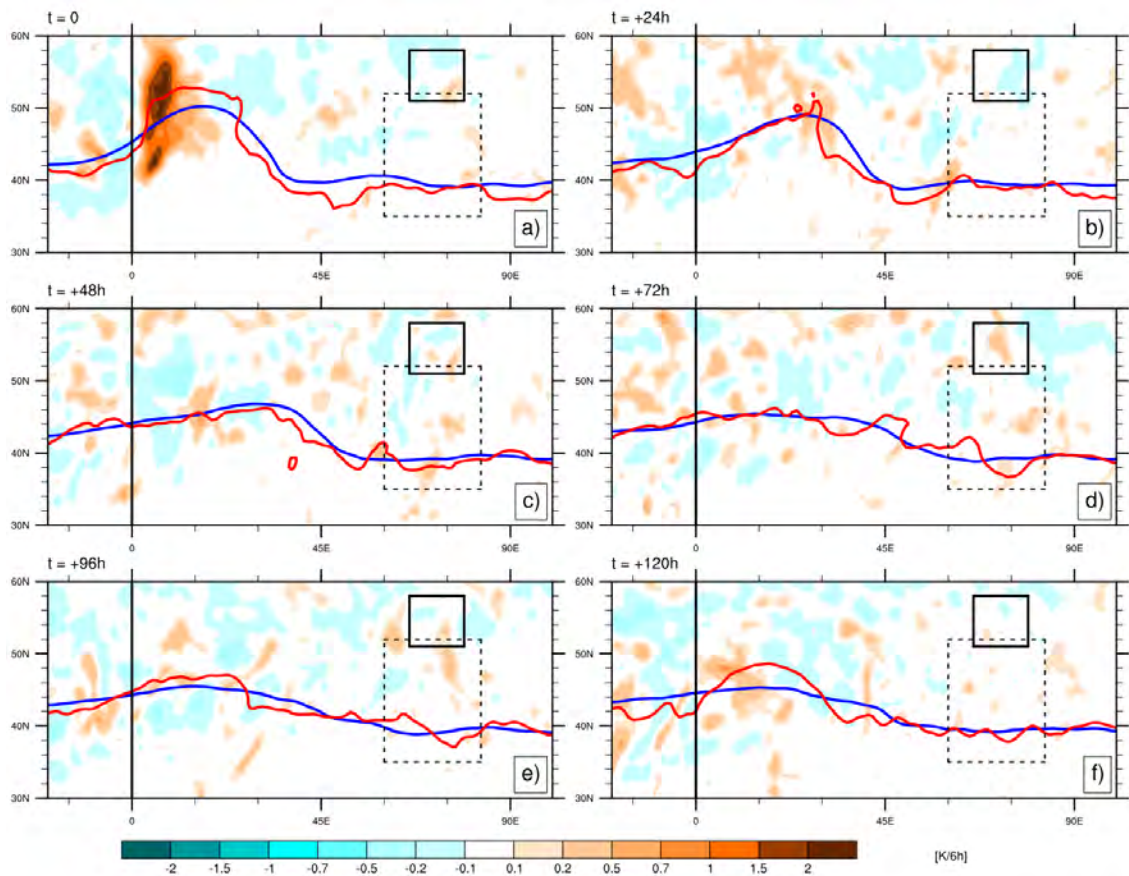 t = 0
t = +24h
60N
50N
40N
30N
0
45E
90E
a)
60N
50N
40N
30N
0
45E
90E
b)
t = +48h
t = +72h
60N
50N
40N
30N
0
45E
90E
c)
60N
50N
40N
30N
0
45E
90E
d)
t = +96h
t = +120h
60N
50N
40N
30N
0
45E
90E
e)
60N
50N
40N
30N
0
45E
90E
f)
-2 -1.5 -1 -0.7 -0.5 -0.2 -0.1 0.1 0.2 0.5 0.7 1 1.5 2 [K/6h]